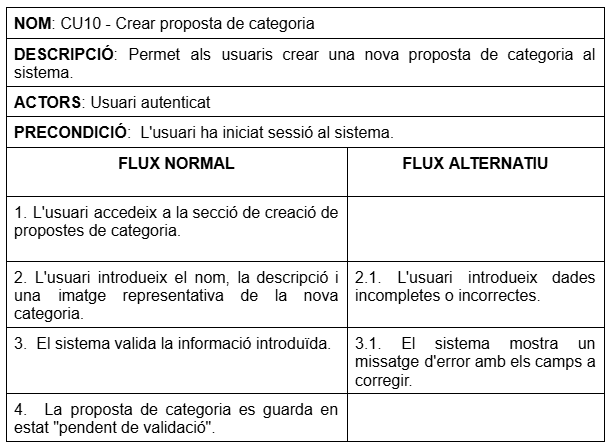 NOM: CU10 - Crear proposta de categoria
DESCRIPCIÓ: Permet als usuaris crear una nova proposta de categoria al
sistema.
ACTORS: Usuari autenticat
PRECONDICIÓ: L'usuari ha iniciat sessió al sistema.
FLUX NORMAL
FLUX ALTERNATIU
1. L'usuari accedeix a la secció de creació de
propostes de categoria.
2. L'usuari introdueix el nom, la descripció i
una imatge representativa de la nova
categoria.
2.1. L'usuari introdueix dades
incompletes o incorrectes.
3. El sistema valida la informació introduïda.
3.1. El sistema mostra un
missatge d'error amb els camps a
corregir.
4. La proposta de categoria es guarda en
estat "pendent de validació".